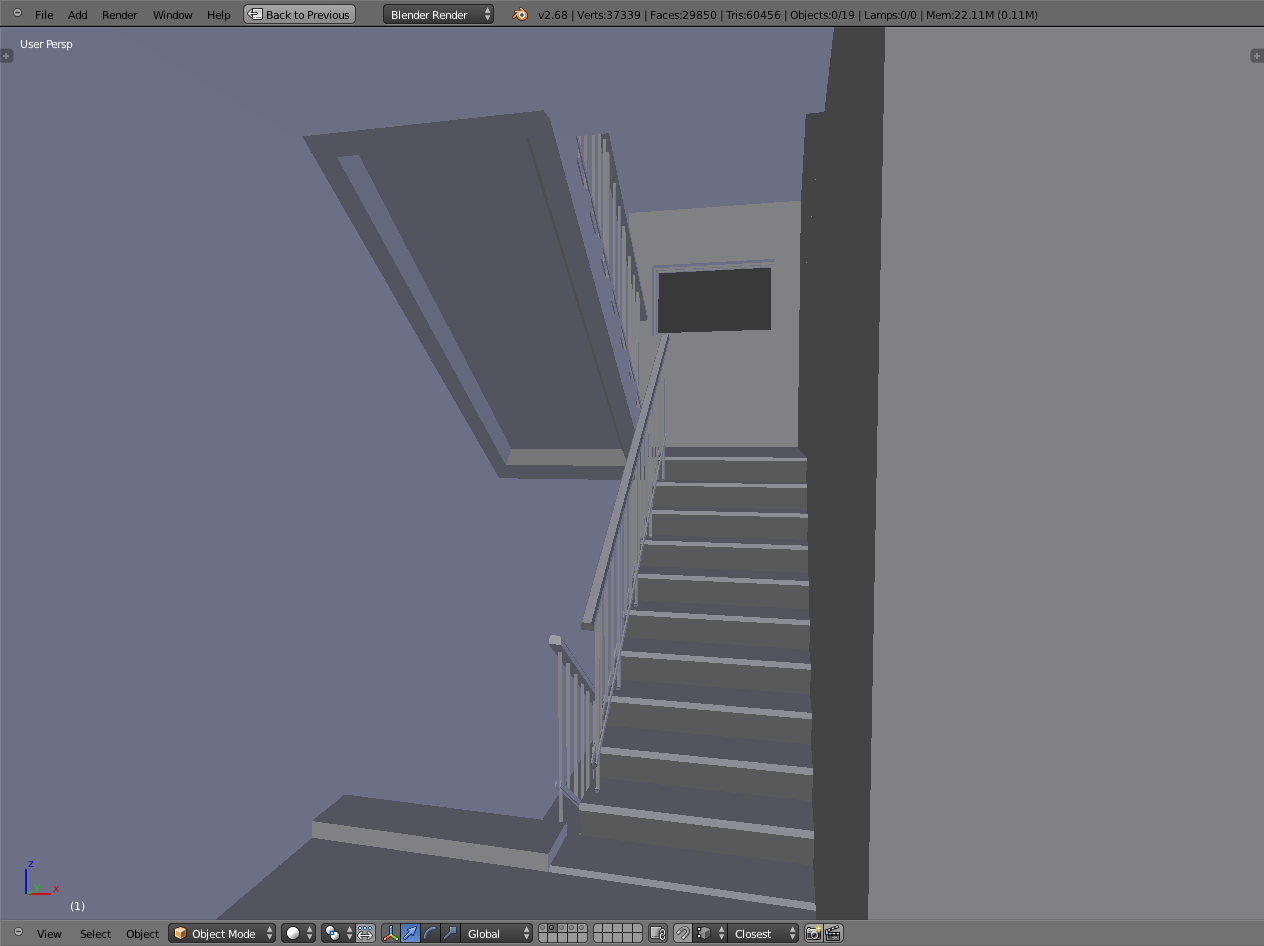 File Add Render Window Help Back to Previous Blender Render v2.68 | Verts:37339 | Faces:29850 | Tris:60456 | Objects:0/19 | Lamps:0/0 | Mem:22.11M (0.11M)
User Persp
z
y x
(1)
View Select Object Object Mode Global Closest